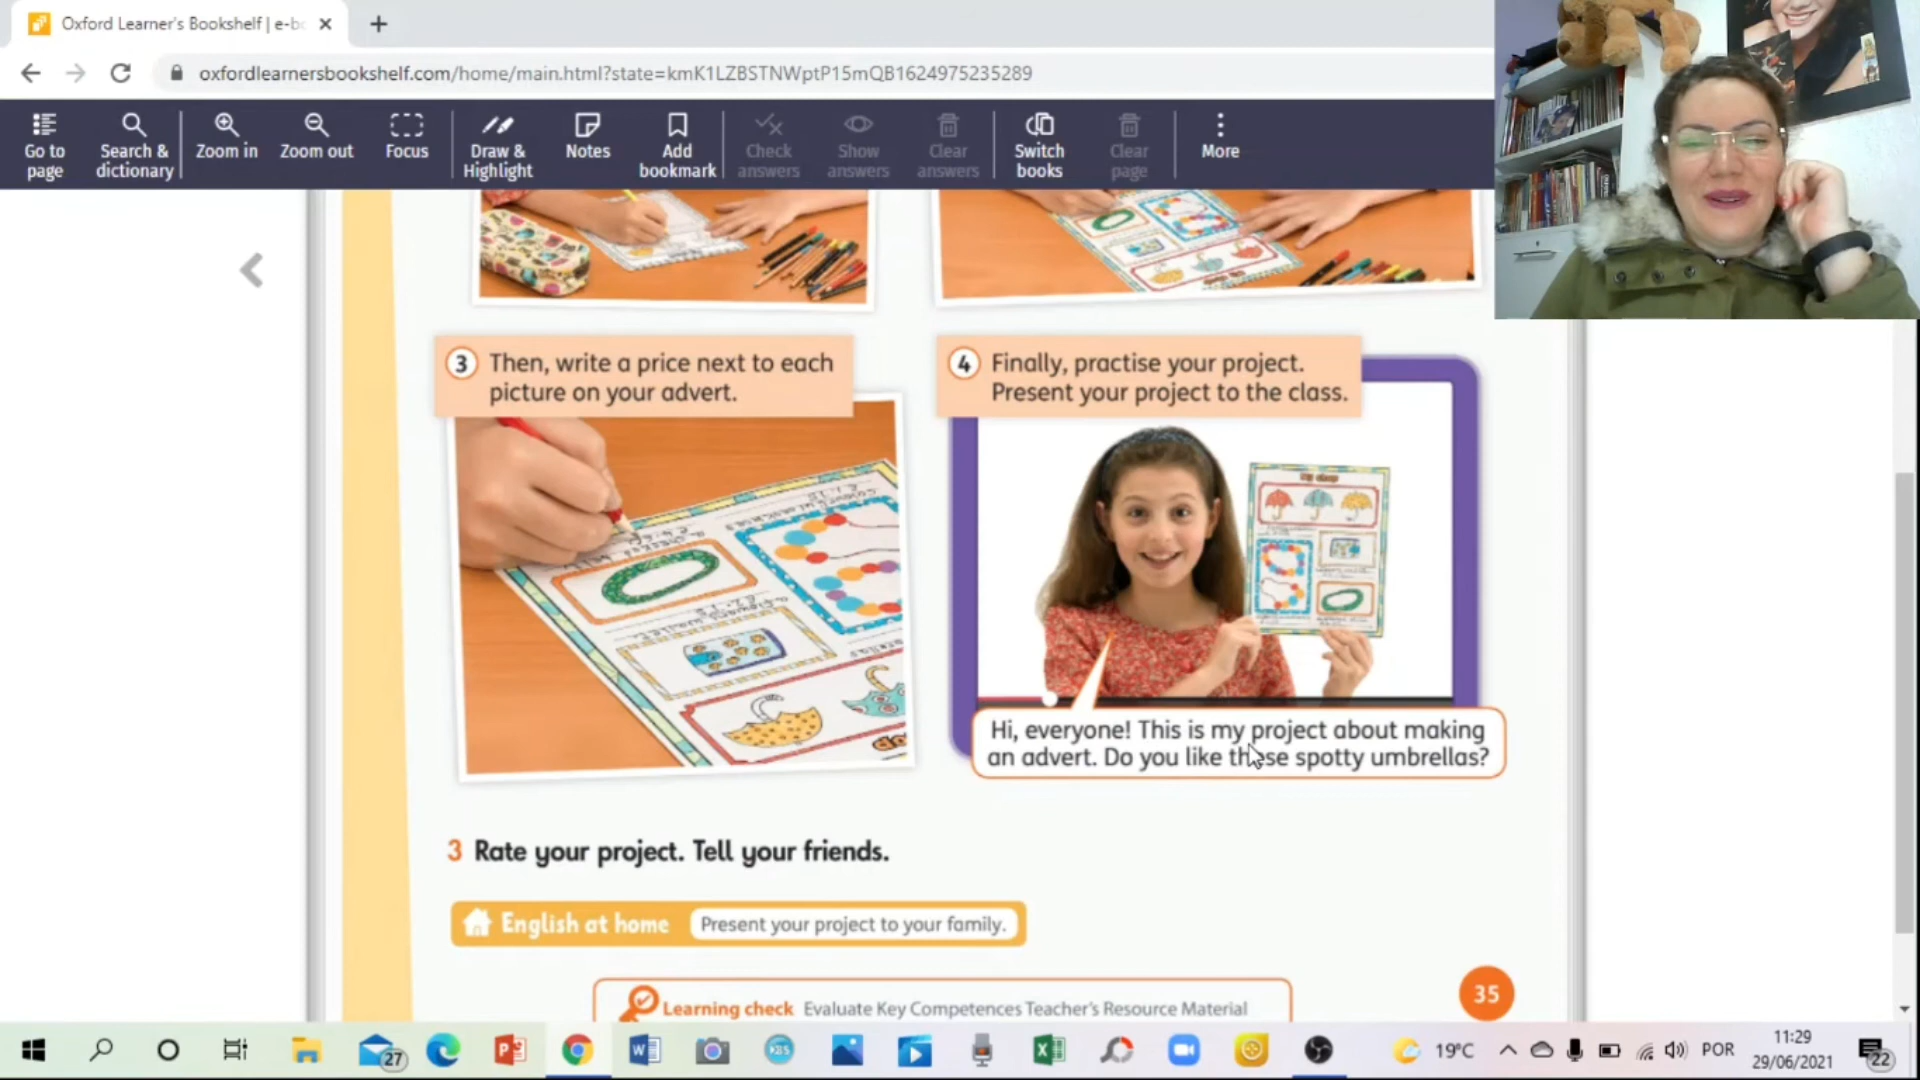 Oxford Learner's Bookshelf | e-b
oxfordlearnersbookshelf.com/home/main.html?state=kmK1LZBSTNWptP15mQB1624975235289
Go to page
Search & dictionary
Zoom in
Zoom out
Focus
Draw & Highlight
Notes
Add bookmark
Check answers
Show answers
Clear answers
Switch books
Clear page
More
3 Then, write a price next to each
picture on your advert.
4 Finally, practise your project.
Present your project to the class.
My shop
Hi, everyone! This is my project about making
an advert. Do you like these spotty umbrellas?
3 Rate your project. Tell your friends.
English at home Present your project to your family.
Learning check Evaluate Key Competences Teacher's Resource Material
35
27
19°C
POR
11:29
29/06/2021
22